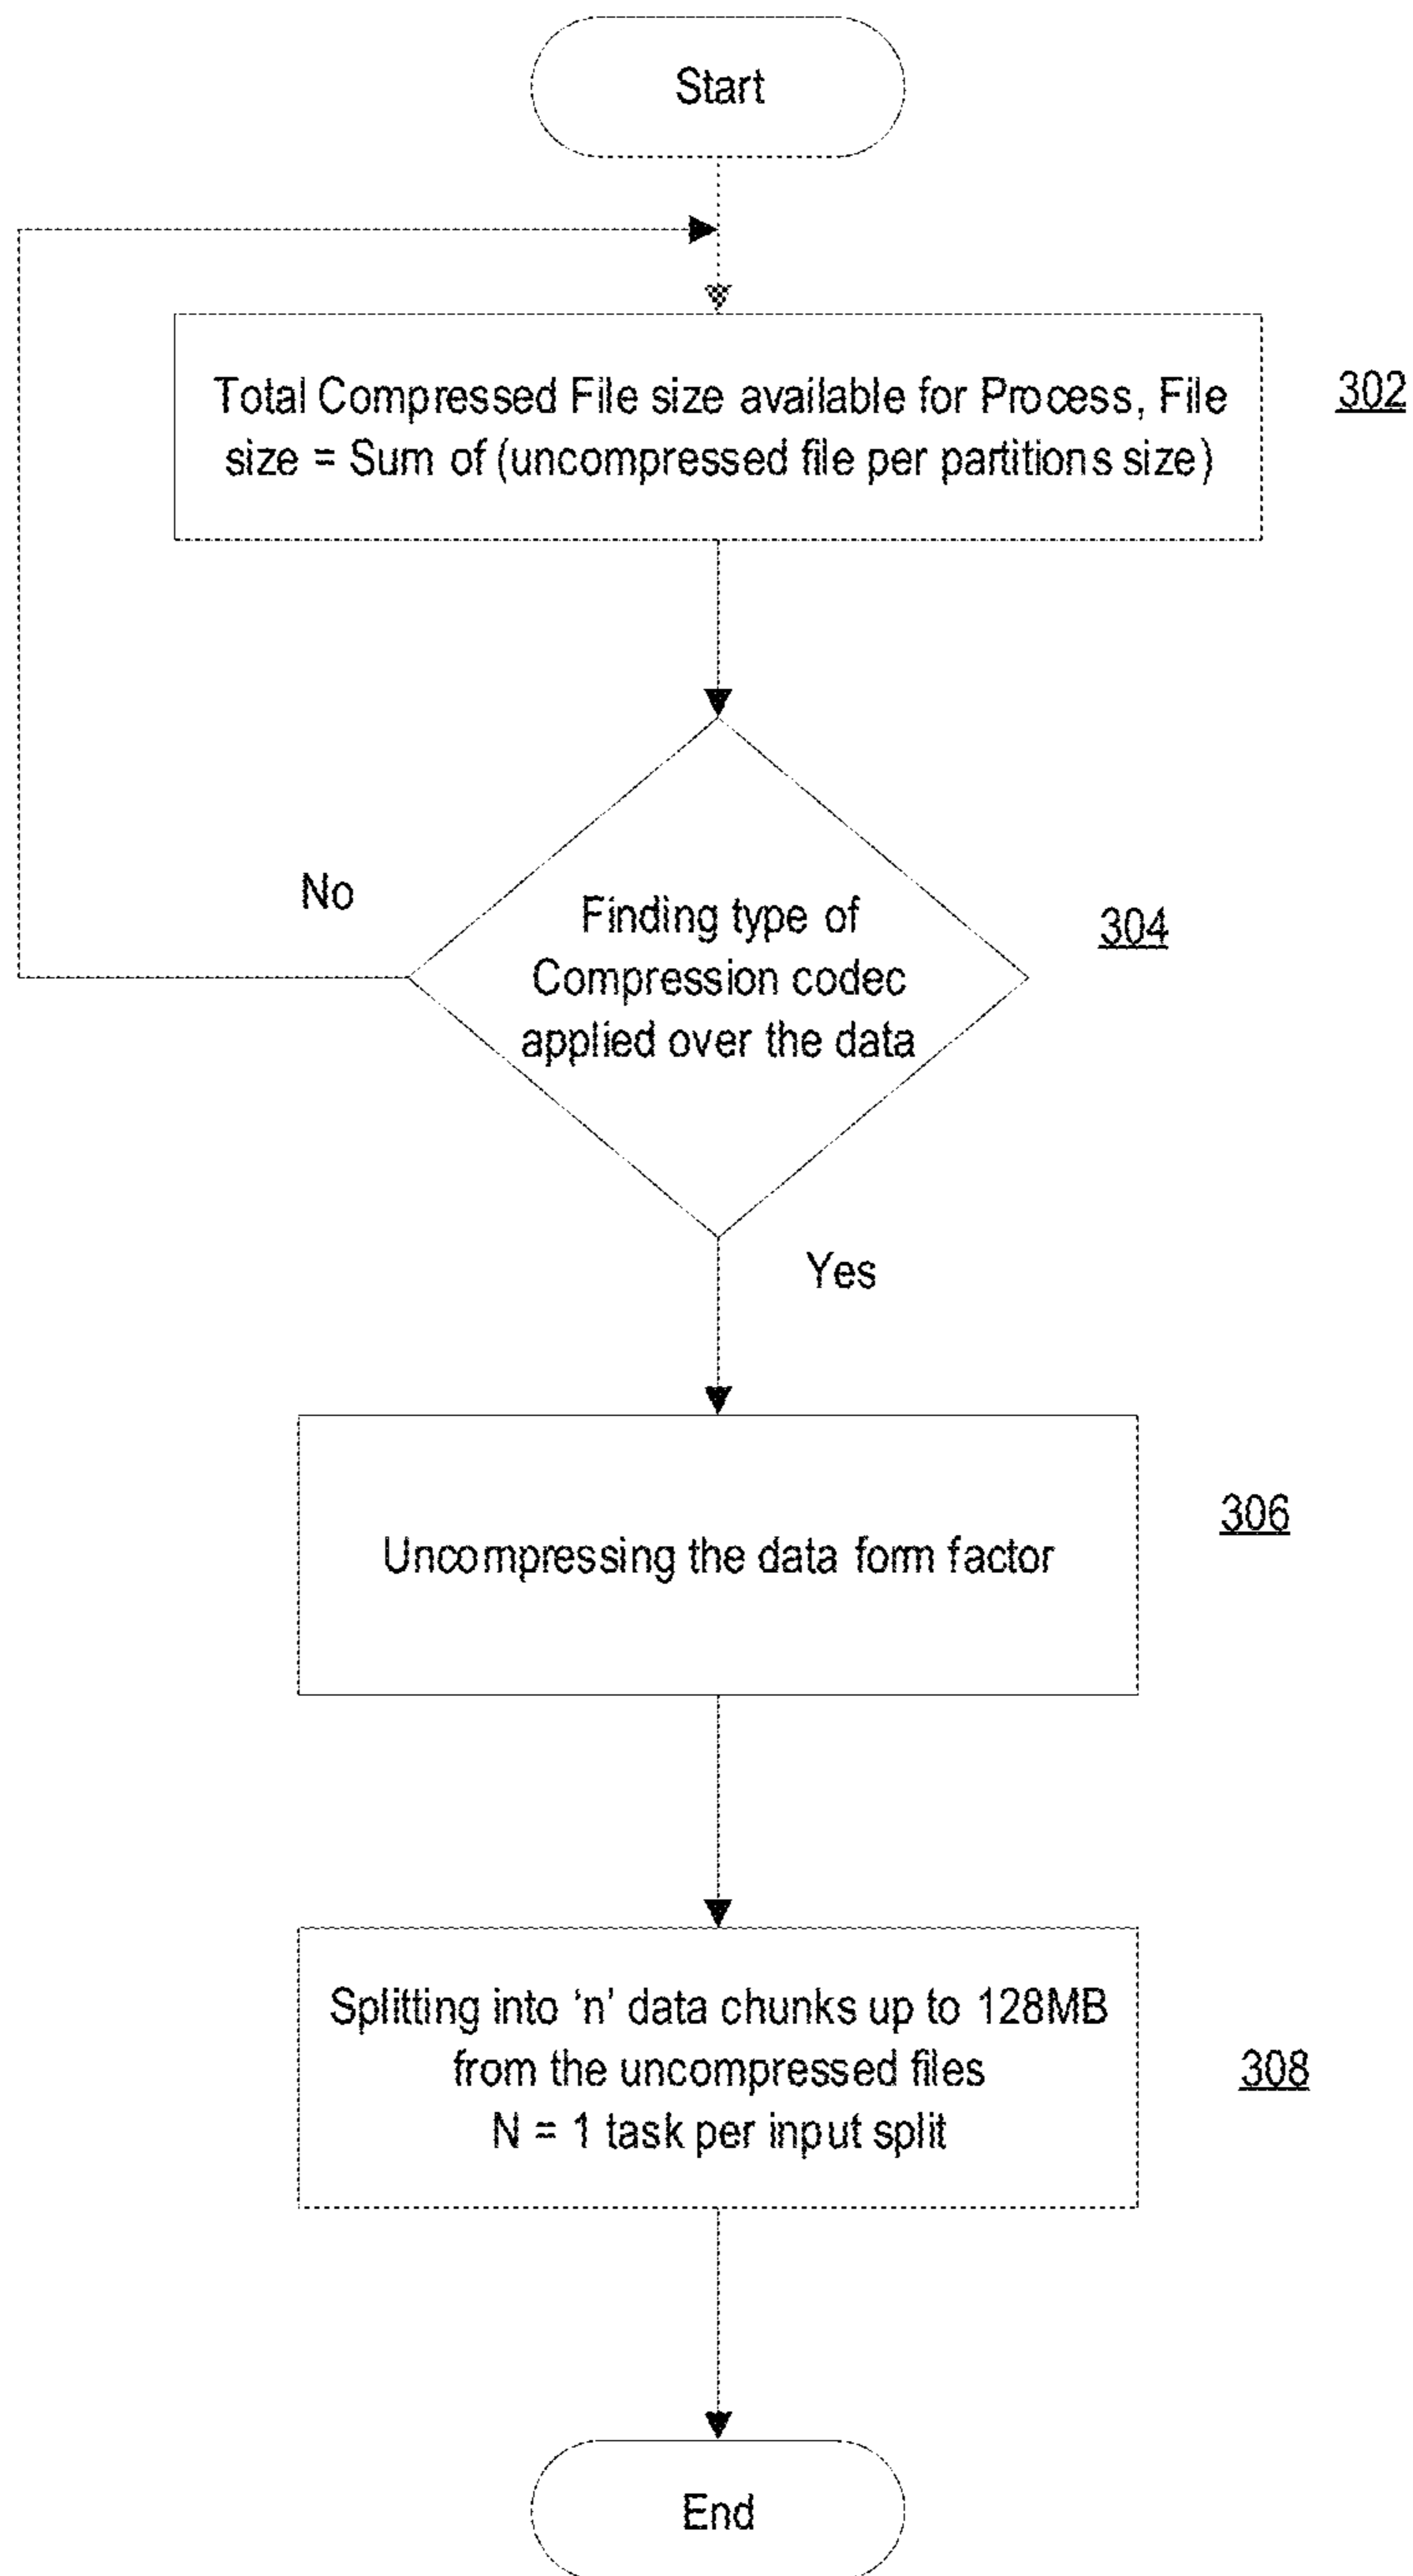 Start
Total Compressed File size available for Process, File
size = Sum of (uncompressed file per partitions size)
302
No
Finding type of
Compression codec
applied over the data
304
Yes
Uncompressing the data form factor
306
Splitting into ‘n’ data chunks up to 128MB
from the uncompressed files
N = 1 task per input split
308
End